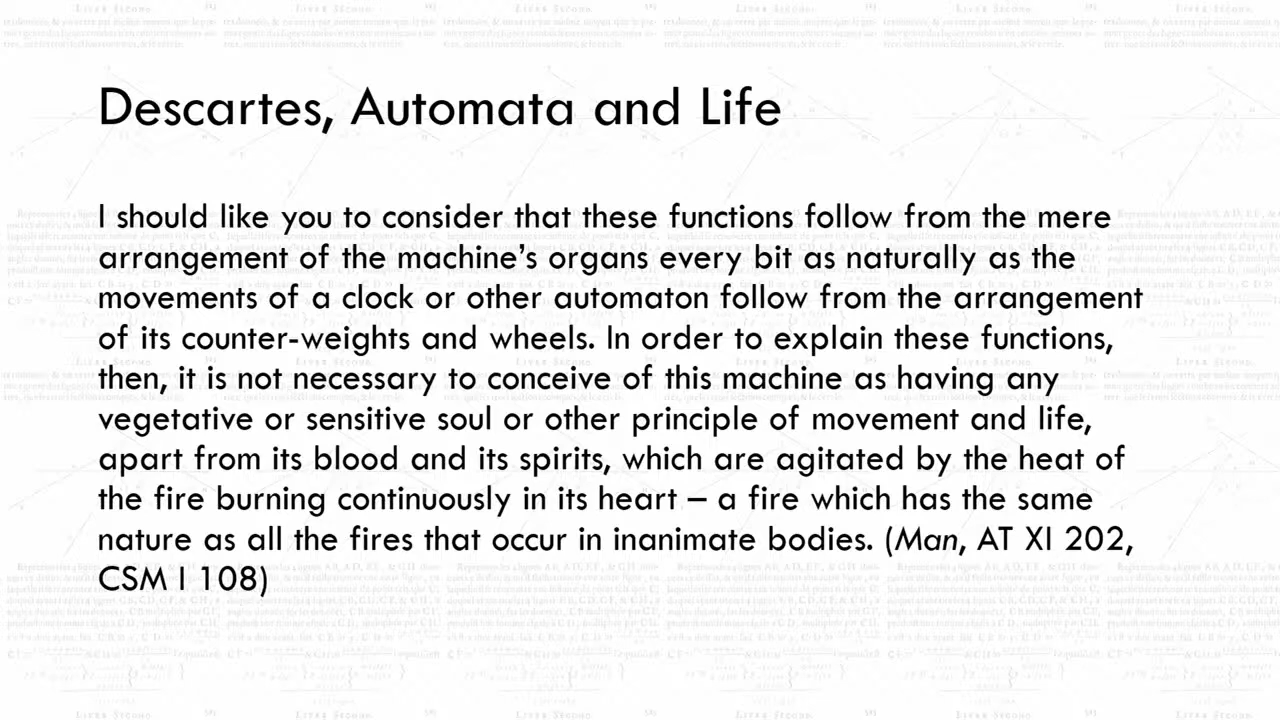 Descartes, Automata and Life
I should like you to consider that these functions follow from the mere
arrangement of the machine's organs every bit as naturally as the
movements of a clock or other automaton follow from the arrangement
of its counter-weights and wheels. In order to explain these functions,
then, it is not necessary to conceive of this machine as having any
vegetative or sensitive soul or other principle of movement and life,
apart from its blood and its spirits, which are agitated by the heat of
the fire burning continuously in its heart – a fire which has the same
nature as all the fires that occur in inanimate bodies. (Man, AT XI 202,
CSM I 108)